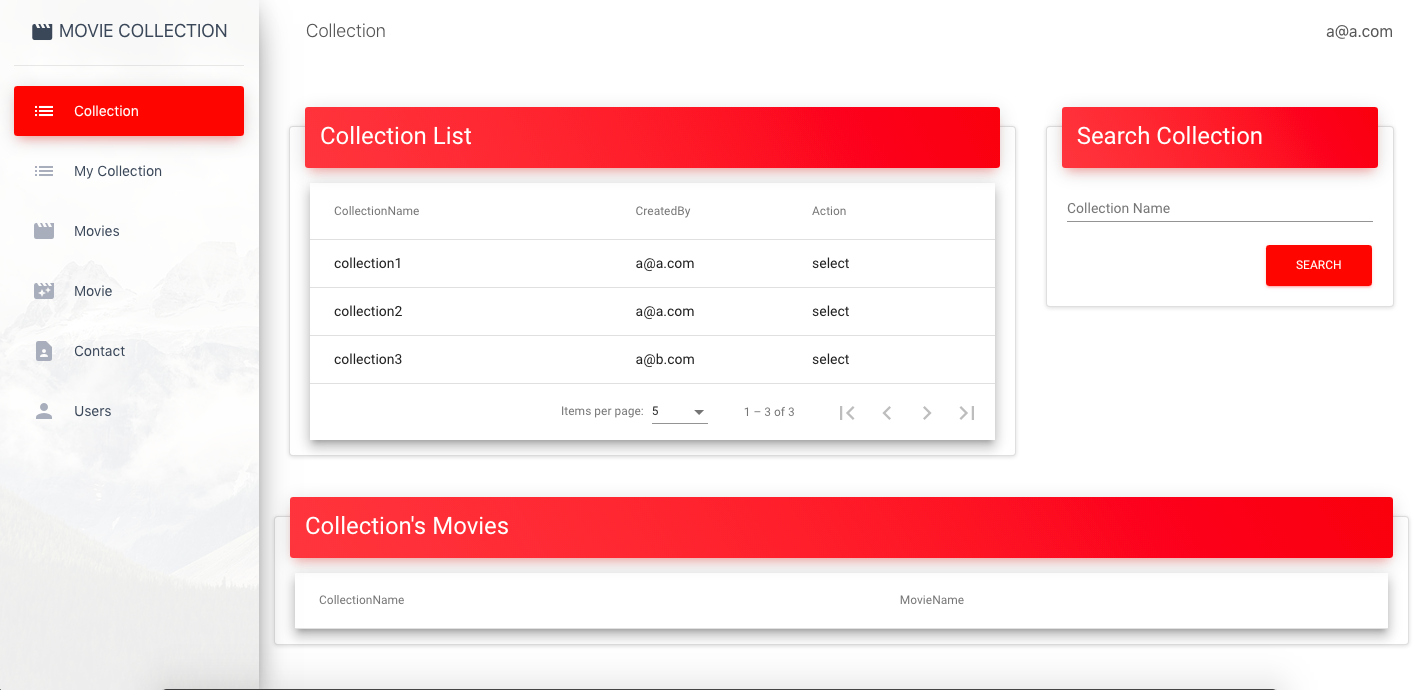 MOVIE COLLECTION
Collection
My Collection
Movies
Movie
Contact
Users
Collection
a@a.com
Collection List
CollectionName CreatedBy Action
collection1 a@a.com select
collection2 a@a.com select
collection3 a@b.com select
Items per page: 5 1 – 3 of 3
Search Collection
Collection Name
SEARCH
Collection's Movies
CollectionName MovieName